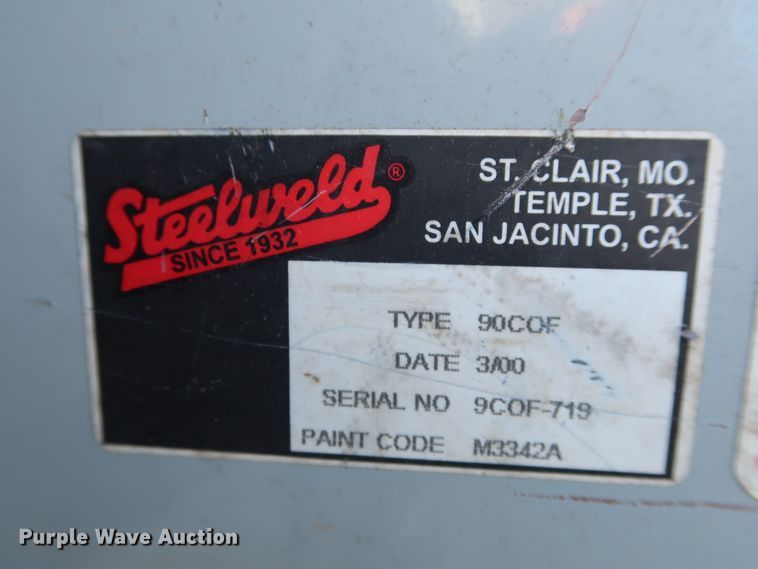 Steelweld®
SINCE 1932
ST. CLAIR, MO.
TEMPLE, TX.
SAN JACINTO, CA.
TYPE 90COF
DATE 3/00
SERIAL NO 9COF-719
PAINT CODE M3342A
Purple Wave Auction